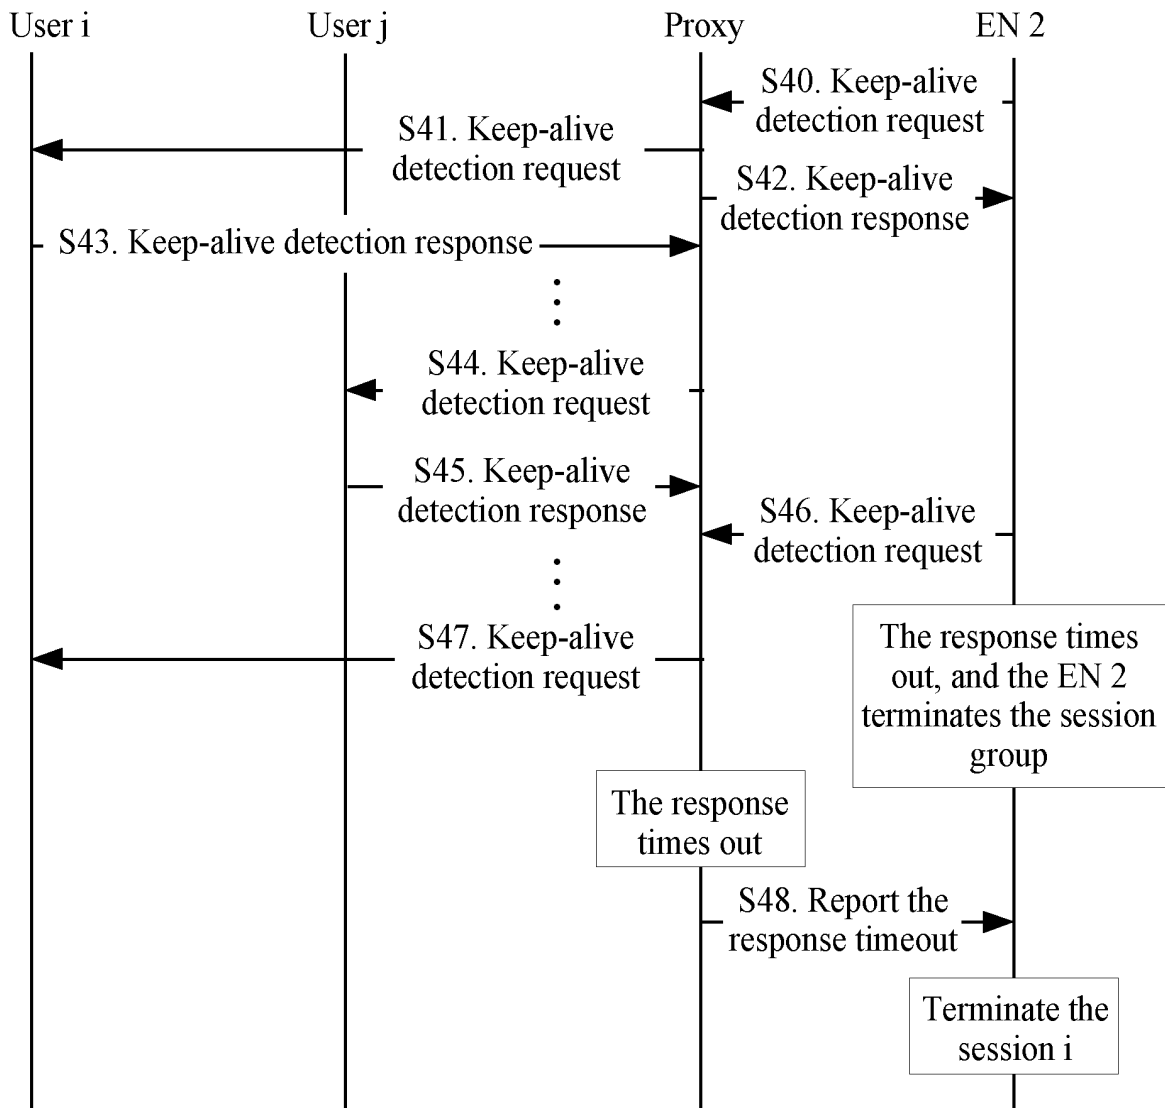 User i
User j
Proxy
EN 2
S40. Keep-alive
detection request
S41. Keep-alive
detection request
S42. Keep-alive
detection response
S43. Keep-alive detection response
S44. Keep-alive
detection request
S45. Keep-alive
detection response
S46. Keep-alive
detection request
The response times
out, and the EN 2
terminates the session
group
S47. Keep-alive
detection request
The response
times out
S48. Report the
response timeout
Terminate the
session i